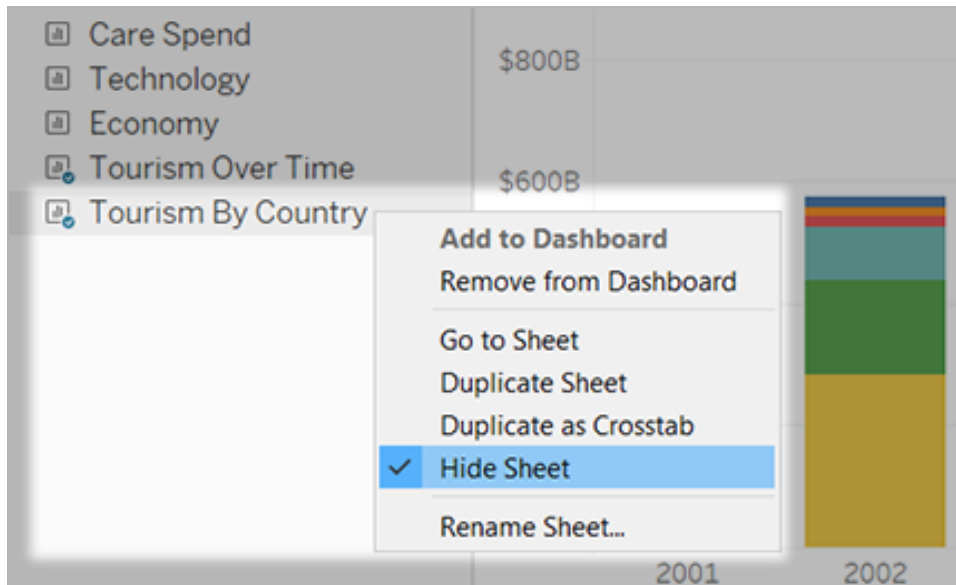 Care Spend
Technology
Economy
Tourism Over Time
Tourism By Country
Add to Dashboard
Remove from Dashboard
Go to Sheet
Duplicate Sheet
Duplicate as Crosstab
Hide Sheet
Rename Sheet...
$800B
$600B
2001
2002